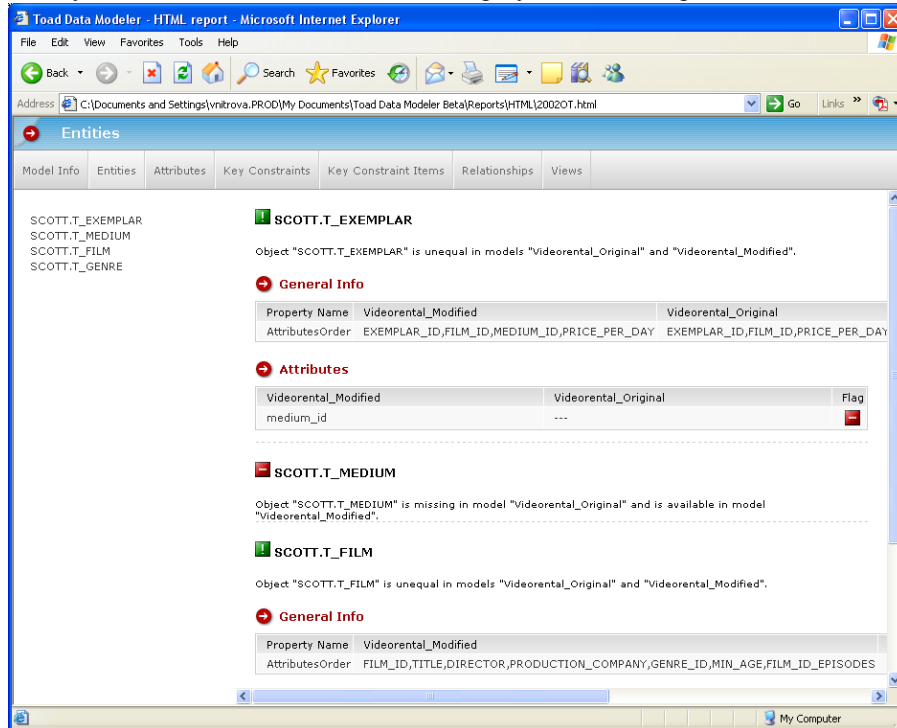 Toad Data Modeler - HTML report - Microsoft Internet Explorer
File Edit View Favorites Tools Help
Back Search Favorites
Address C:\Documents and Settings\vnitrova.PROD\My Documents\Toad Data Modeler Beta\Reports\HTML\2002OT.html Go Links »
Entities
Model Info Entities Attributes Key Constraints Key Constraint Items Relationships Views
SCOTT.T_EXEMPLAR
SCOTT.T_MEDIUM
SCOTT.T_FILM
SCOTT.T_GENRE
SCOTT.T_EXEMPLAR
Object "SCOTT.T_EXEMPLAR" is unequal in models "Videorental_Original" and "Videorental_Modified".
General Info
Property Name Videorental_Modified Videorental_Original
AttributesOrder EXEMPLAR_ID,FILM_ID,MEDIUM_ID,PRICE_PER_DAY EXEMPLAR_ID,FILM_ID,PRICE_PER_DAY
Attributes
Videorental_Modified Videorental_Original Flag
medium_id ---
SCOTT.T_MEDIUM
Object "SCOTT.T_MEDIUM" is missing in model "Videorental_Original" and is available in model
"Videorental_Modified".
SCOTT.T_FILM
Object "SCOTT.T_FILM" is unequal in models "Videorental_Original" and "Videorental_Modified".
General Info
Property Name Videorental_Modified
AttributesOrder FILM_ID,TITLE,DIRECTOR,PRODUCTION_COMPANY,GENRE_ID,MIN_AGE,FILM_ID_EPISODES
My Computer